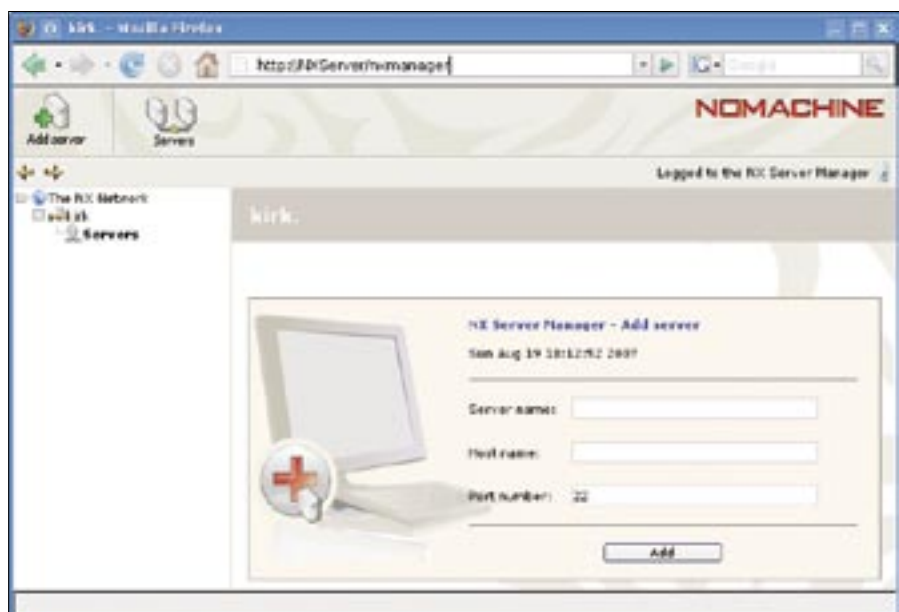 kirk. - Mozilla Firefox
http://NXServer/nxmanager
Google
NOMACHINE
Add server
Servers
Logged to the NX Server Manager
The NX Network
kirk
Servers
kirk.
NX Server Manager - Add server
Sun Aug 19 18:12:52 2007
Server name:
Host name:
Port number: 22
Add